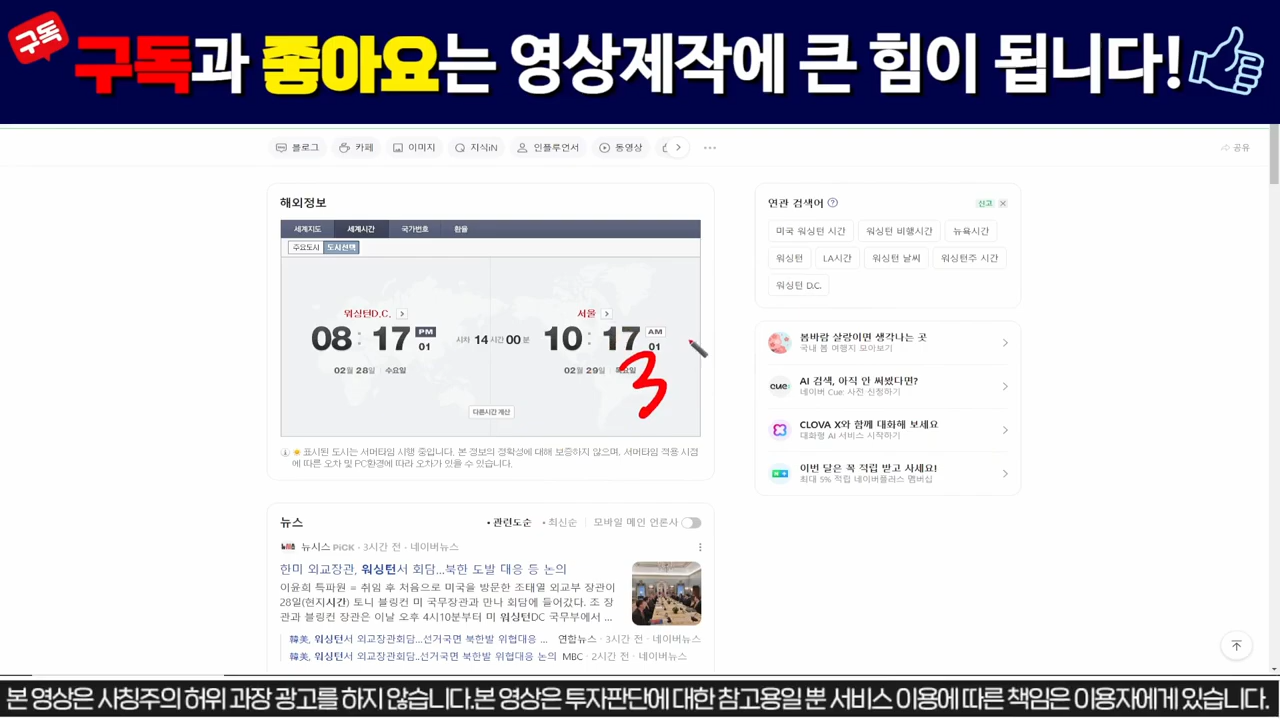 구독
구독과 좋아요는 영상제작에 큰 힘이 됩니다!
블로그 카페 이미지 지식iN 인플루언서 동영상
공유
해외정보
세계지도 세계시간 국가번호 환율
주요도시 도시선택
워싱턴D.C.
08 : 17 PM 01
02월 28일 수요일
시차 14 시간 00 분
서울
10 : 17 AM 01
02월 29일 목요일
3
다른시간 계산
표시된 도시는 서머타임 시행 중입니다. 본 정보의 정확성에 대해 보증하지 않으며, 서머타임 적용 시점
에 따른 오차 및 PC환경에 따라 오차가 있을 수 있습니다.
뉴스
• 관련도순 • 최신순 모바일 메인 언론사
뉴시스 PiCK · 3시간 전 · 네이버뉴스
한미 외교장관, 워싱턴서 회담…북한 도발 대응 등 논의
이윤희 특파원 = 취임 후 처음으로 미국을 방문한 조태열 외교부 장관이
28일(현지시간) 토니 블링컨 미 국무장관과 만나 회담에 들어갔다. 조 장
관과 블링컨 장관은 이날 오후 4시10분부터 미 워싱턴DC 국무부에서 ...
韓美, 워싱턴서 외교장관회담…선거국면 북한발 위협대응 ... 연합뉴스 · 3시간 전 · 네이버뉴스
韓美, 워싱턴서 외교장관회담..선거국면 북한발 위협대응 논의 MBC · 2시간 전 · 네이버뉴스
연관 검색어 신고
미국 워싱턴 시간 워싱턴 비행시간 뉴욕시간
워싱턴 LA시간 워싱턴 날씨 워싱턴주 시간
워싱턴 D.C.
봄바람 살랑이면 생각나는 곳
국내 봄 여행지 모아보기
cue:
AI 검색, 아직 안 써봤다면?
네이버 Cue: 사전 신청하기
CLOVA X와 함께 대화해 보세요
대화형 AI 서비스 시작하기
이번 달은 꼭 적립 받고 사세요!
최대 5% 적립 네이버플러스 멤버십
본 영상은 사칭주의 허위 과장 광고를 하지 않습니다.본 영상은 투자판단에 대한 참고용일 뿐 서비스 이용에 따른 책임은 이용자에게 있습니다.